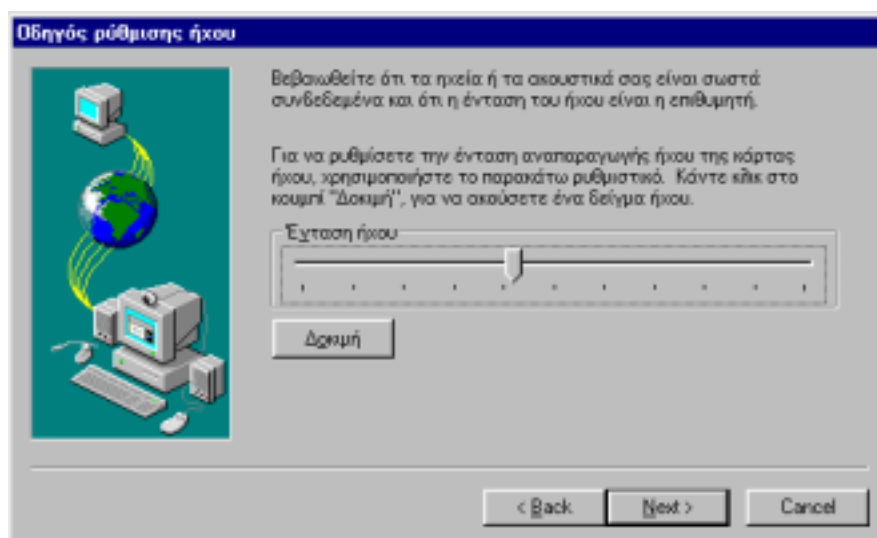 Οδηγός ρύθμισης ήχου
Βεβαιωθείτε ότι τα ηχεία ή τα ακουστικά σας είναι σωστά
συνδεδεμένα και ότι η ένταση του ήχου είναι η επιθυμητή.
Για να ρυθμίσετε την ένταση αναπαραγωγής ήχου της κάρτας
ήχου, χρησιμοποιήστε το παρακάτω ρυθμιστικό. Κάντε κλικ στο
κουμπί "Δοκιμή", για να ακούσετε ένα δείγμα ήχου.
Ένταση ήχου
Δοκιμή
< Back
Next >
Cancel